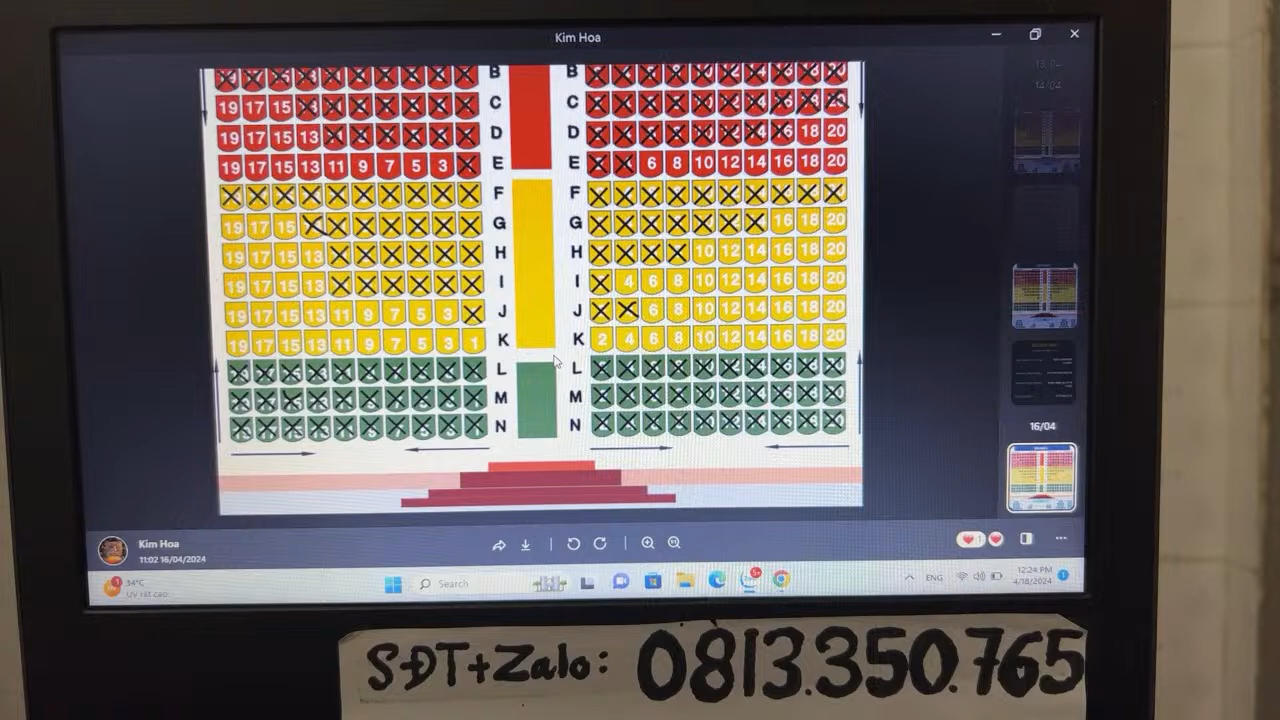 Kim Hoa
B B
19 17 15 C C
19 17 15 13 D D 18 20
19 17 15 13 11 9 7 5 3 E E 6 8 10 12 14 16 18 20
F F
19 17 15 G G 16 18 20
19 17 15 13 H H 10 12 14 16 18 20
19 17 15 13 I I 4 6 8 10 12 14 16 18 20
19 17 15 13 11 9 7 5 3 J J 6 8 10 12 14 16 18 20
19 17 15 13 11 9 7 5 3 1 K K 2 4 6 8 10 12 14 16 18 20
L L
M M
N N
14/04
16/04
Kim Hoa
11:02 16/04/2024
34°C
UV rất cao
Search
5+
ENG
12:24 PM
4/18/2024
SĐT+Zalo: 0813.350.765